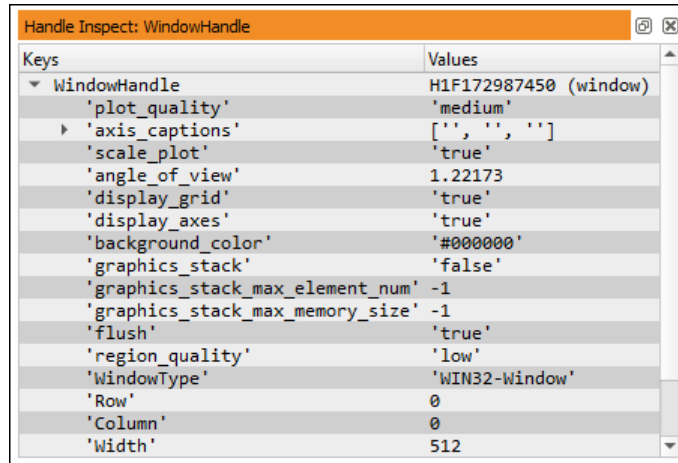 Handle Inspect: WindowHandle
Keys Values
WindowHandle H1F172987450 (window)
'plot_quality' 'medium'
'axis_captions' ['', '', '']
'scale_plot' 'true'
'angle_of_view' 1.22173
'display_grid' 'true'
'display_axes' 'true'
'background_color' '#000000'
'graphics_stack' 'false'
'graphics_stack_max_element_num' -1
'graphics_stack_max_memory_size' -1
'flush' 'true'
'region_quality' 'low'
'WindowType' 'WIN32-Window'
'Row' 0
'Column' 0
'Width' 512